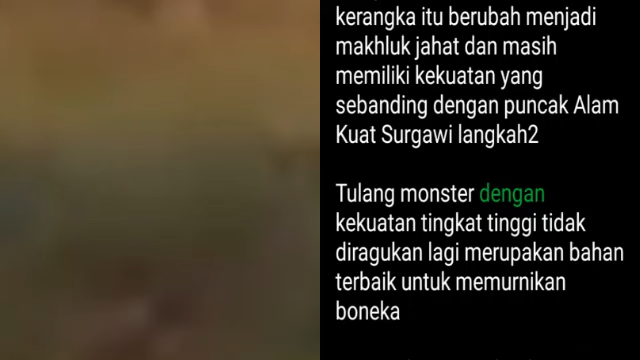 kerangka itu berubah menjadi
makhluk jahat dan masih
memiliki kekuatan yang
sebanding dengan puncak Alam
Kuat Surgawi langkah2
Tulang monster dengan
kekuatan tingkat tinggi tidak
diragukan lagi merupakan bahan
terbaik untuk memurnikan
boneka